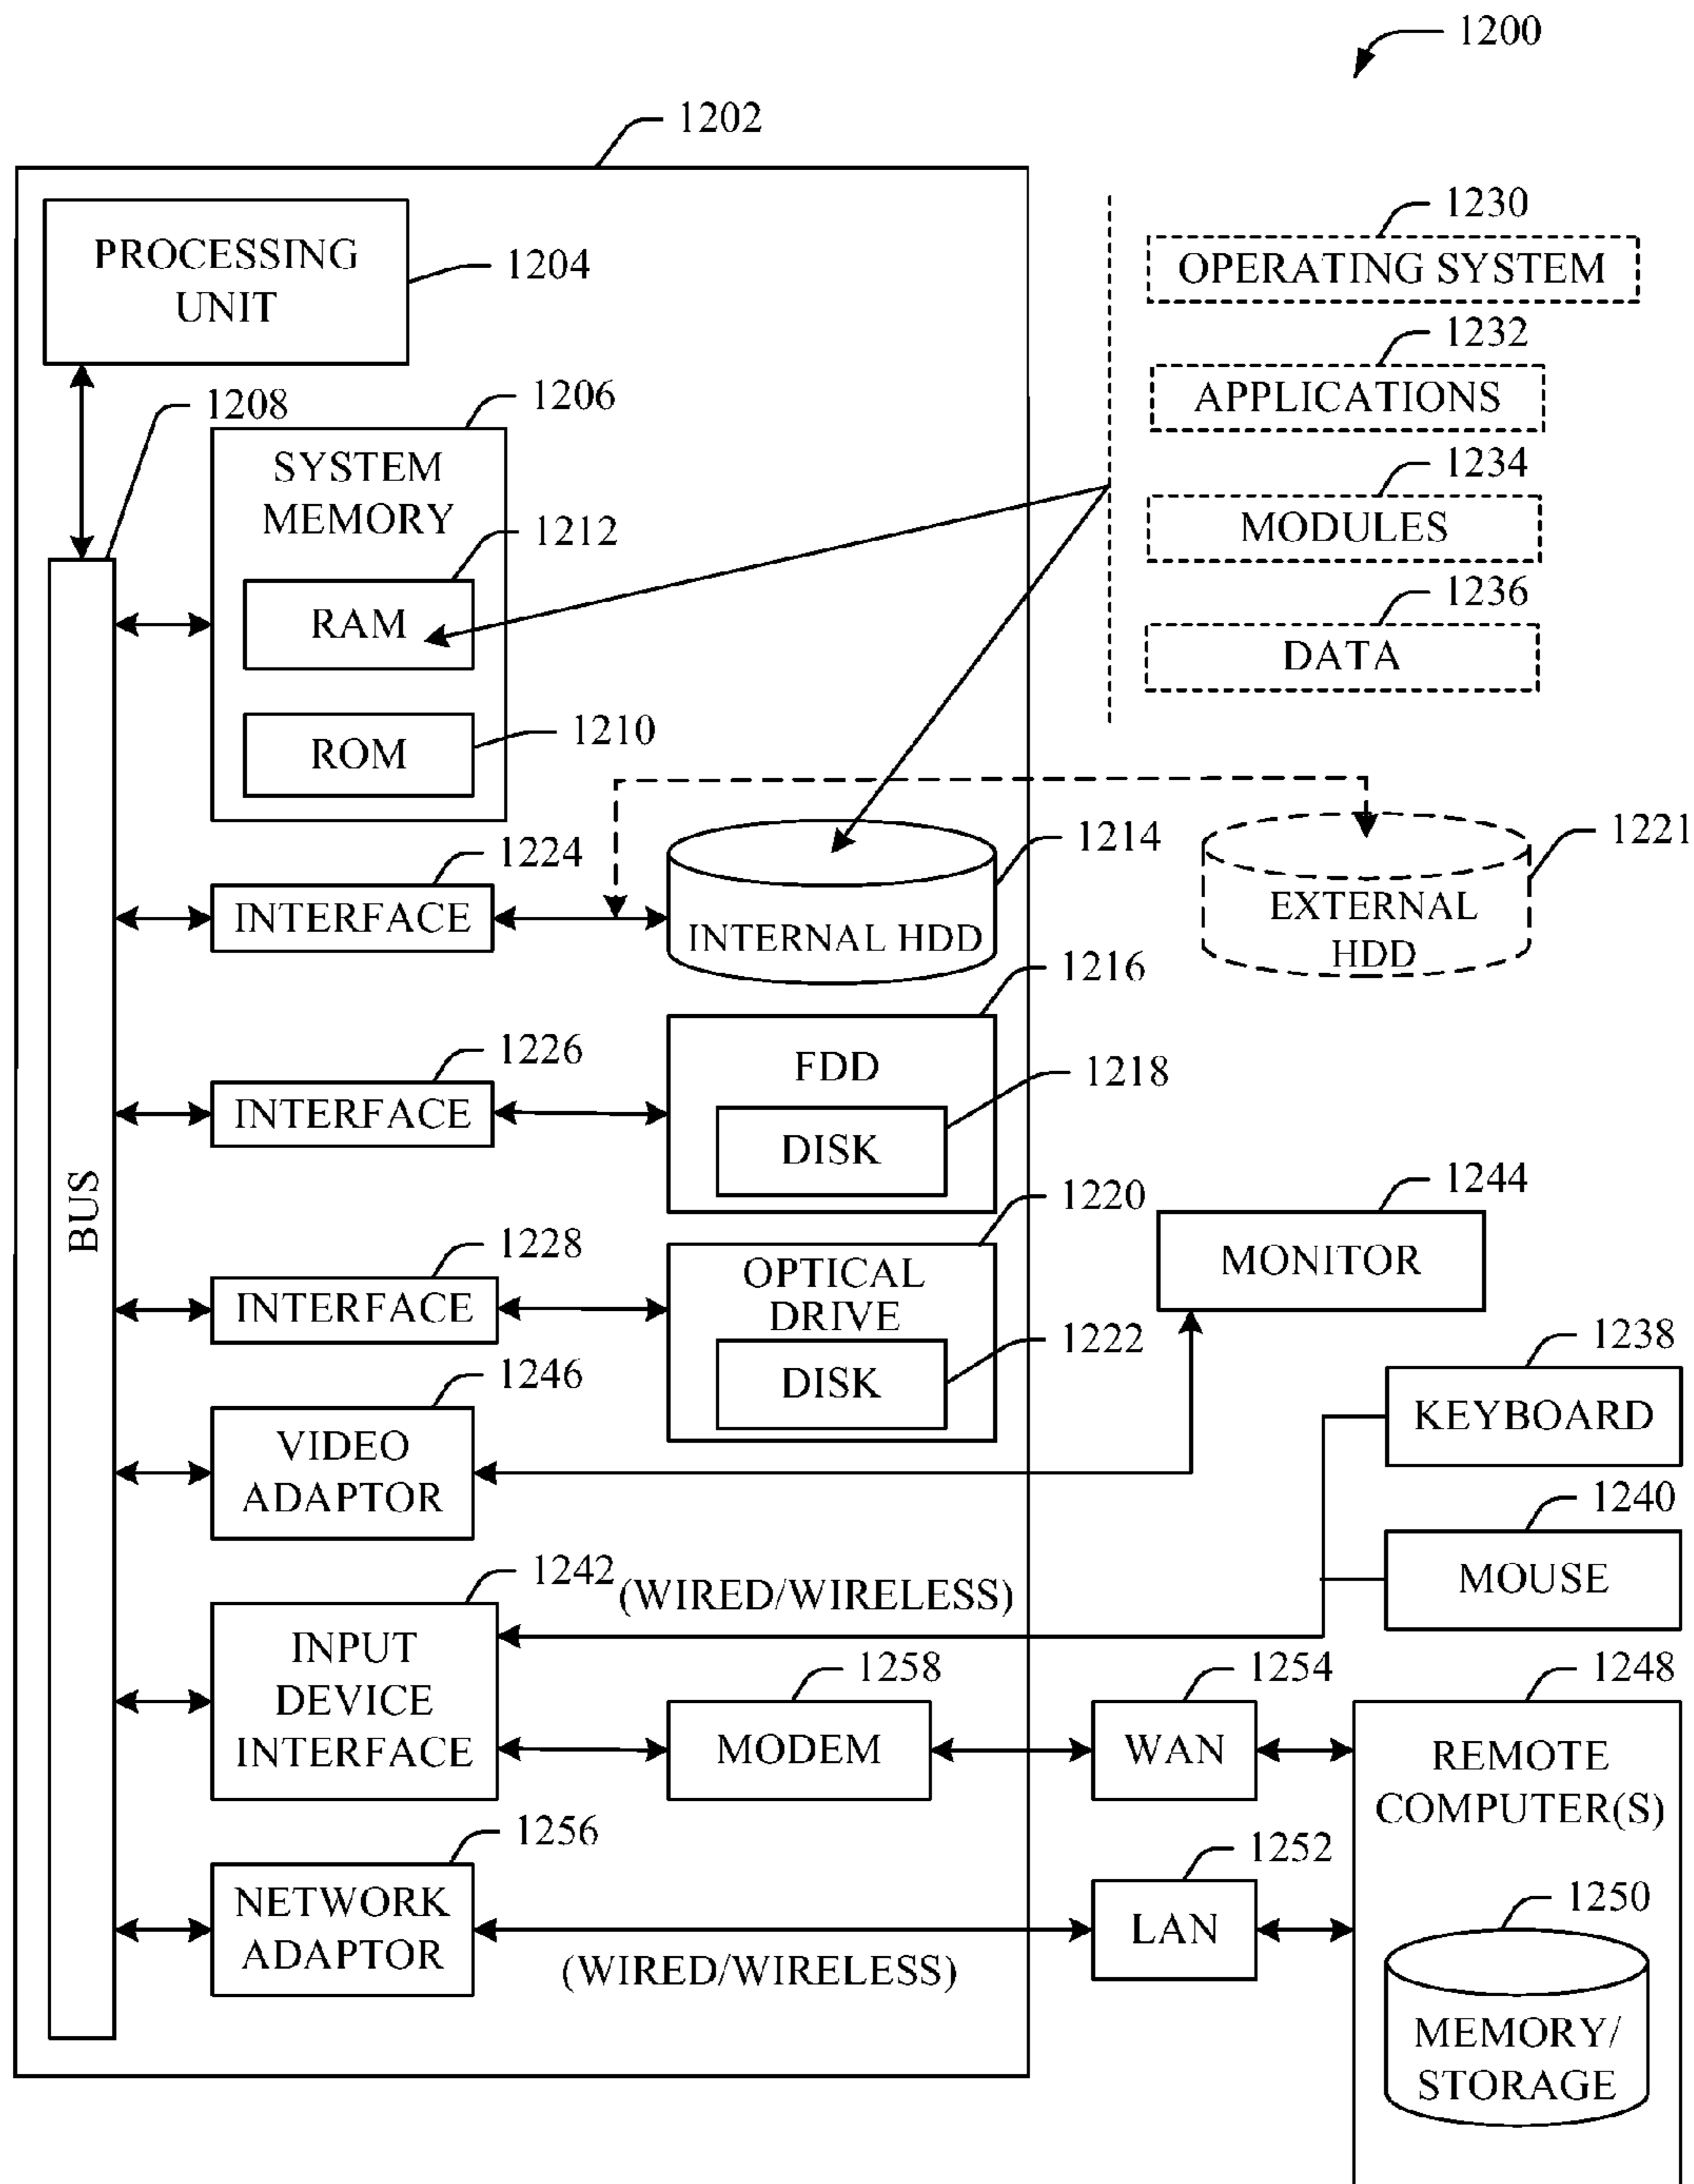 1200
1202
PROCESSING
UNIT
1204
1230
OPERATING SYSTEM
1232
APPLICATIONS
1234
MODULES
1236
DATA
1208
1206
SYSTEM
MEMORY
1212
RAM
1210
ROM
1224
INTERFACE
1214
INTERNAL HDD
1221
EXTERNAL
HDD
1216
FDD
1218
DISK
1226
INTERFACE
BUS
1220
OPTICAL
DRIVE
1222
DISK
1228
INTERFACE
1244
MONITOR
1246
VIDEO
ADAPTOR
1238
KEYBOARD
1240
MOUSE
1242
(WIRED/WIRELESS)
INPUT
DEVICE
INTERFACE
1258
MODEM
1254
WAN
1248
REMOTE
COMPUTER(S)
1256
NETWORK
ADAPTOR
(WIRED/WIRELESS)
1252
LAN
1250
MEMORY/
STORAGE